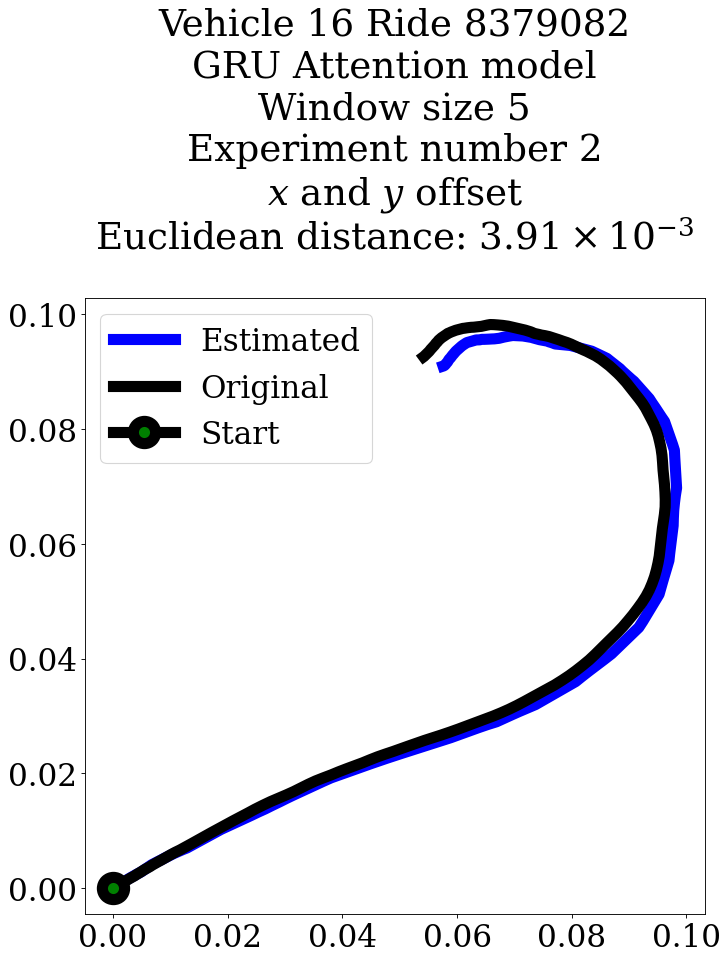 Vehicle 16 Ride 8379082
GRU Attention model
Window size 5
Experiment number 2
x and y offset
Euclidean distance: 3.91 × 10⁻³
0.10
0.08
0.06
0.04
0.02
0.00
Estimated
Original
Start
0.00 0.02 0.04 0.06 0.08 0.10